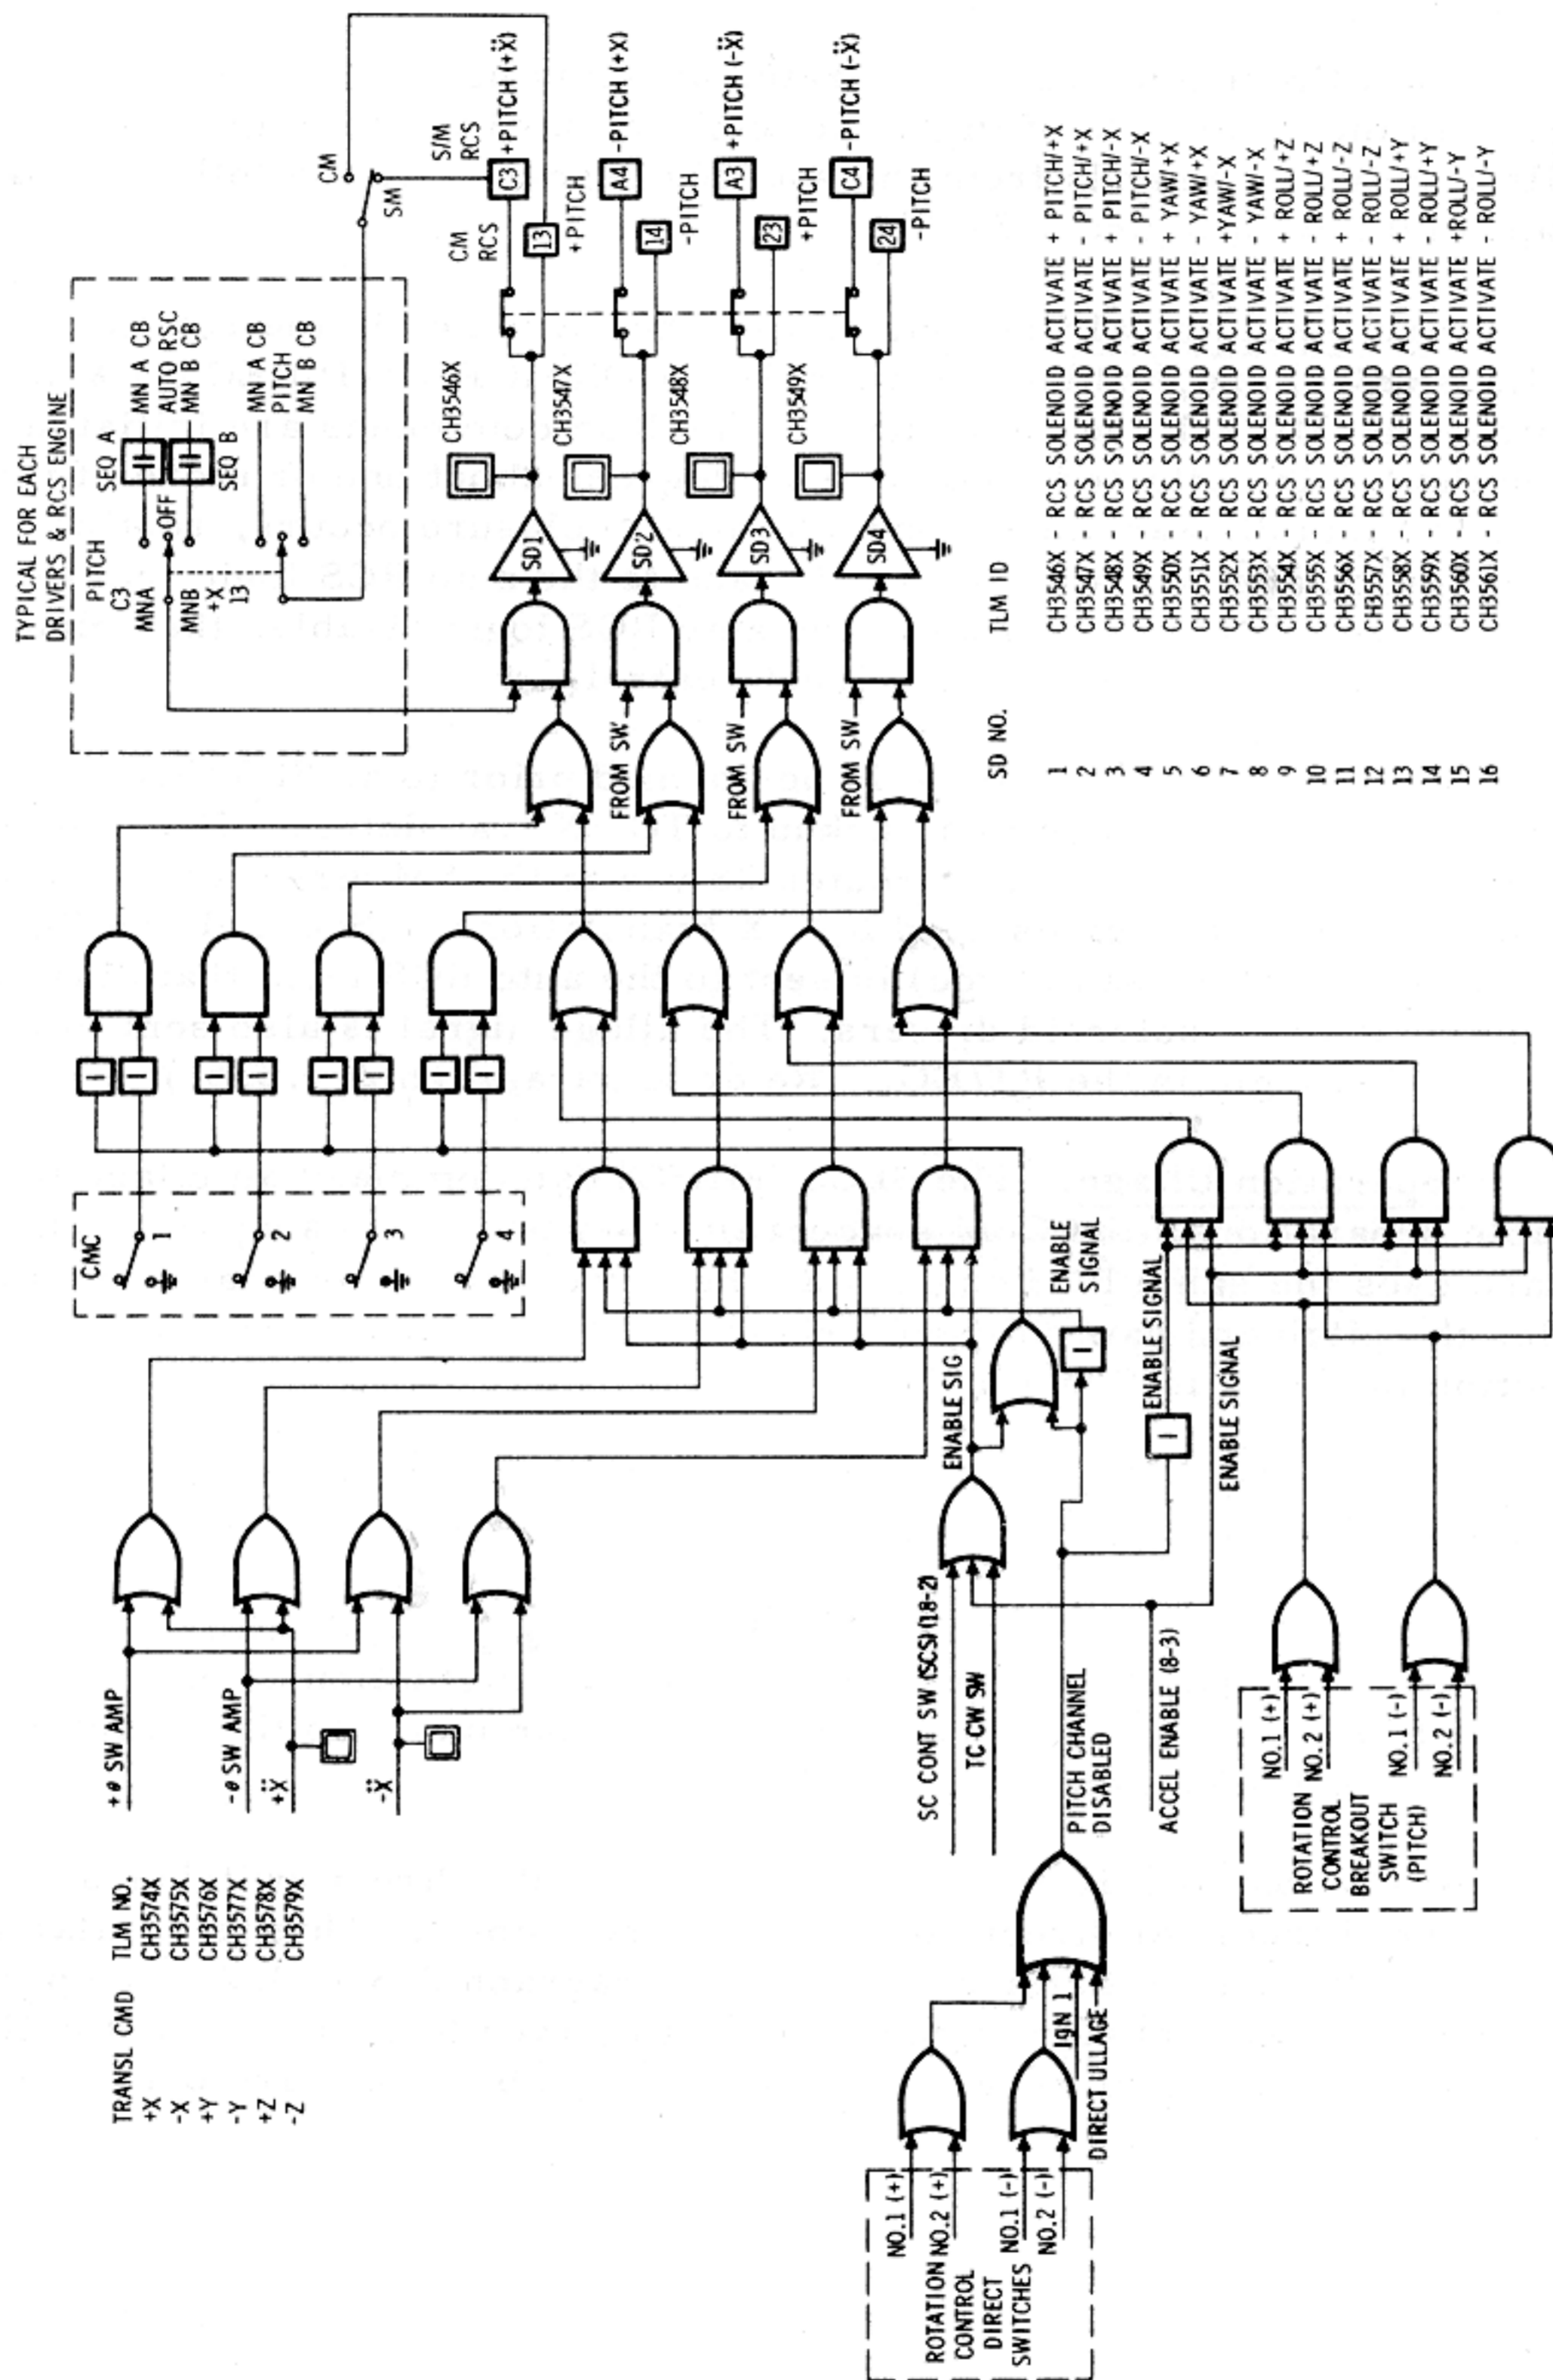 TRANSL CMD TLM NO.
+X CH3574X
-X CH3575X
+Y CH3576X
-Y CH3577X
+Z CH3578X
-Z CH3579X
+θ SW AMP
-θ SW AMP
+Ẍ
-Ẍ
CMC
1
2
3
4
I
I
I
I
I
I
I
I
TYPICAL FOR EACH
DRIVERS & RCS ENGINE
PITCH
C3
MNA
OFF
MNB
+X
13
SEQ A
SEQ B
MN A CB
AUTO RSC
MN B CB
MN A CB
PITCH
MN B CB
CM
SM
S/M
RCS
CM
RCS
SD1
CH3546X
C3
+PITCH (+Ẍ)
13
+PITCH
FROM SW
SD2
CH3547X
A4
-PITCH (+X)
14
-PITCH
FROM SW
SD3
CH3548X
A3
+PITCH (-Ẍ)
23
+PITCH
FROM SW
SD4
CH3549X
C4
-PITCH (-Ẍ)
24
-PITCH
SC CONT SW (SCS) (18-2)
TC CW SW
ENABLE SIG
I
ENABLE
SIGNAL
PITCH CHANNEL
DISABLED
ACCEL ENABLE (8-3)
I
ENABLE SIGNAL
ENABLE SIGNAL
NO.1 (+)
NO.2 (+)
NO.1 (-)
NO.2 (-)
ROTATION
CONTROL
DIRECT
SWITCHES
IgN 1
DIRECT ULLAGE
NO.1 (+)
NO.2 (+)
NO.1 (-)
NO.2 (-)
ROTATION
CONTROL
BREAKOUT
SWITCH
(PITCH)
SD NO. TLM ID
1 CH3546X - RCS SOLENOID ACTIVATE + PITCH/+X
2 CH3547X - RCS SOLENOID ACTIVATE - PITCH/+X
3 CH3548X - RCS SOLENOID ACTIVATE + PITCH/-X
4 CH3549X - RCS SOLENOID ACTIVATE - PITCH/-X
5 CH3550X - RCS SOLENOID ACTIVATE + YAW/+X
6 CH3551X - RCS SOLENOID ACTIVATE - YAW/+X
7 CH3552X - RCS SOLENOID ACTIVATE +YAW/-X
8 CH3553X - RCS SOLENOID ACTIVATE - YAW/-X
9 CH3554X - RCS SOLENOID ACTIVATE + ROLL/+Z
10 CH3555X - RCS SOLENOID ACTIVATE - ROLL/+Z
11 CH3556X - RCS SOLENOID ACTIVATE + ROLL/-Z
12 CH3557X - RCS SOLENOID ACTIVATE - ROLL/-Z
13 CH3558X - RCS SOLENOID ACTIVATE + ROLL/+Y
14 CH3559X - RCS SOLENOID ACTIVATE - ROLL/+Y
15 CH3560X - RCS SOLENOID ACTIVATE +ROLL/-Y
16 CH3561X - RCS SOLENOID ACTIVATE - ROLL/-Y